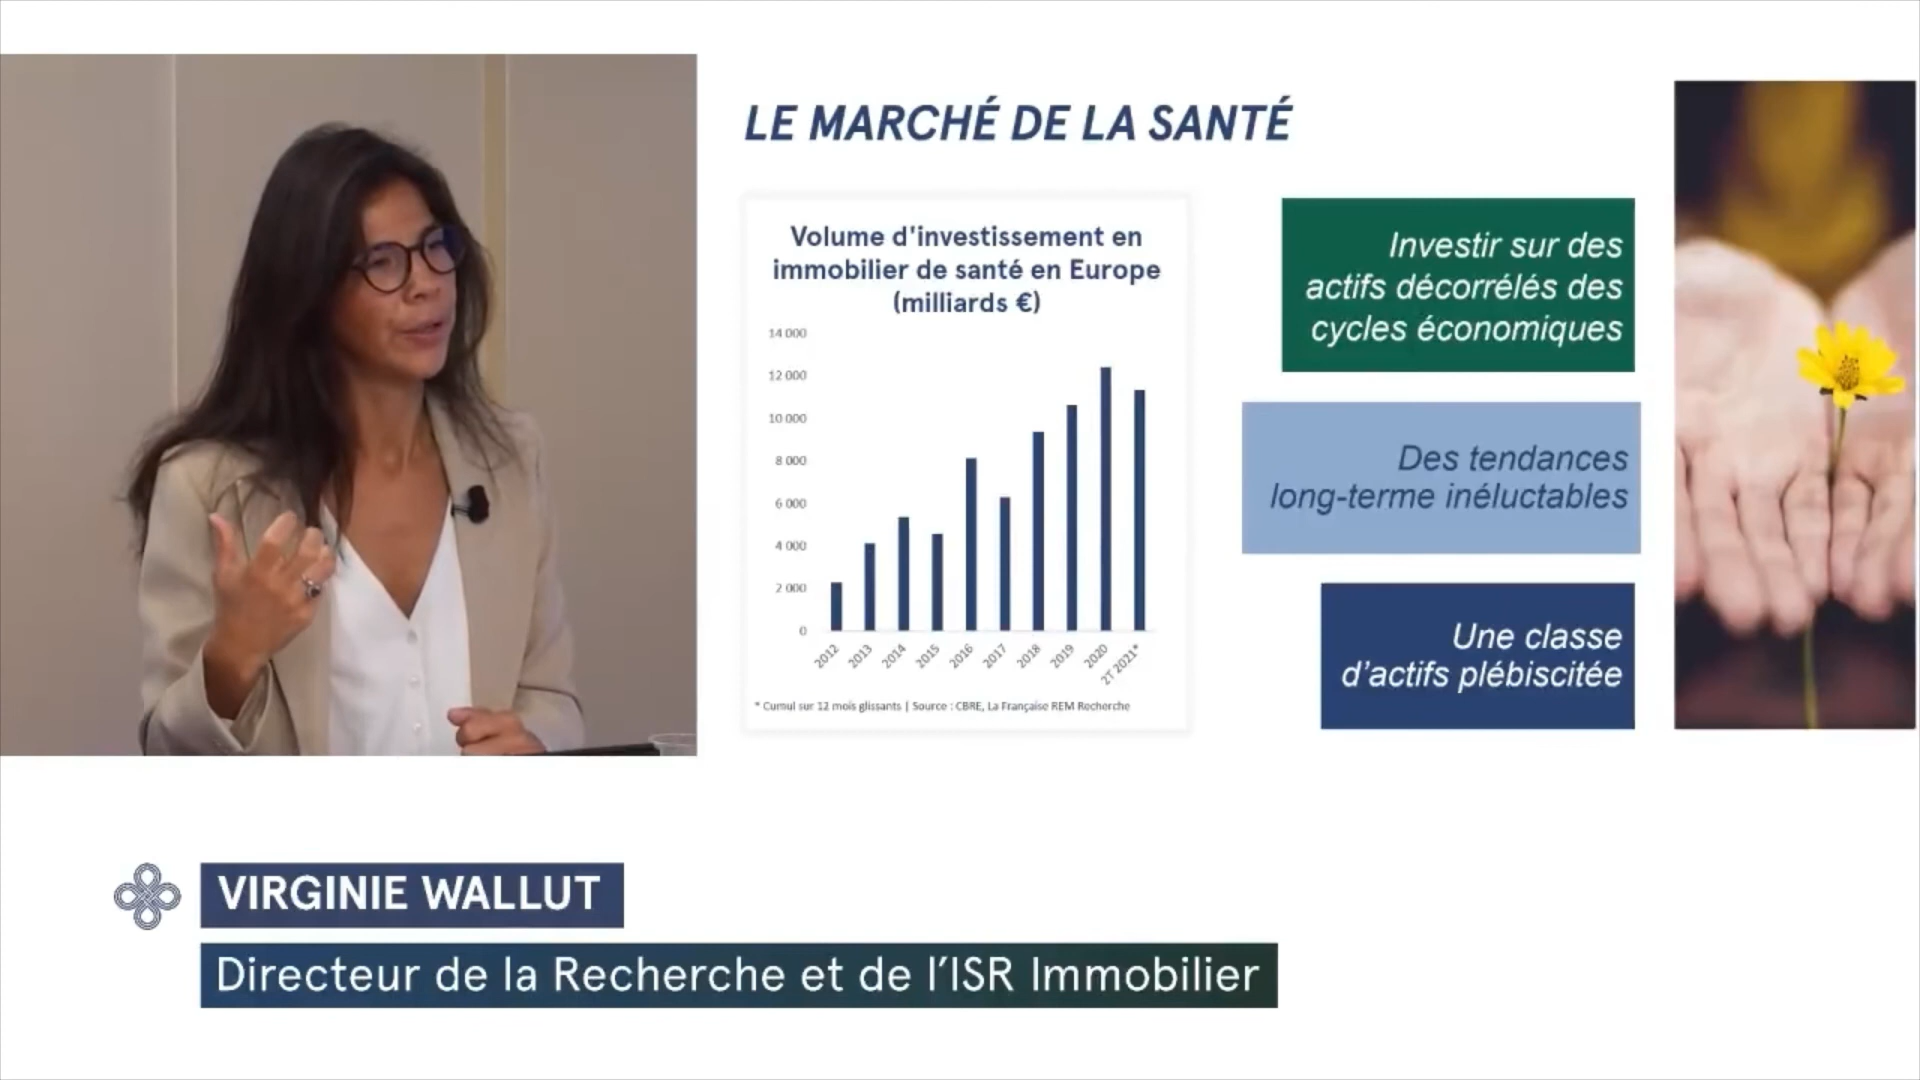 LE MARCHÉ DE LA SANTÉ
Volume d'investissement en
immobilier de santé en Europe
(milliards €)
14 000
12 000
10 000
8 000
6 000
4 000
2 000
0
2012
2013
2014
2015
2016
2017
2018
2019
2020
2T 2021*
* Cumul sur 12 mois glissants | Source : CBRE, La Française REM Recherche
Investir sur des
actifs décorrélés des
cycles économiques
Des tendances
long-terme inéluctables
Une classe
d'actifs plébiscitée
VIRGINIE WALLUT
Directeur de la Recherche et de l'ISR Immobilier